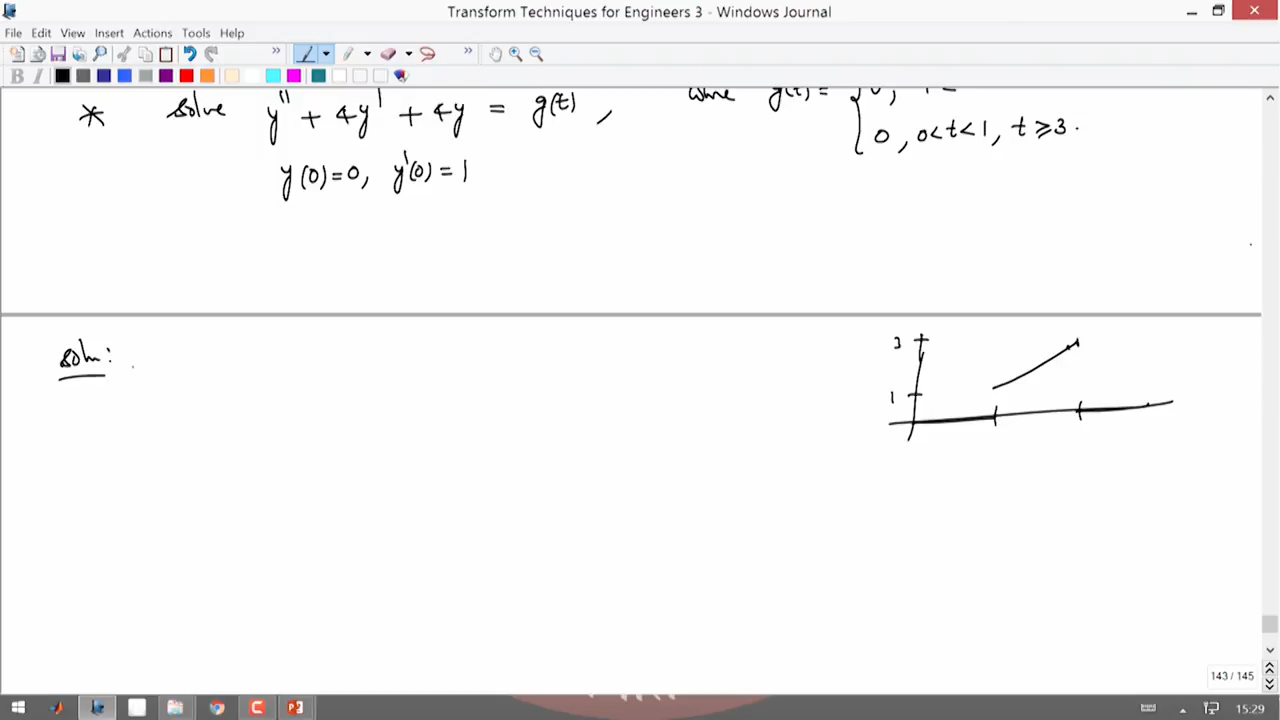 Transform Techniques for Engineers 3 - Windows Journal
File Edit View Insert Actions Tools Help
* Solve y'' + 4y' + 4y = g(t), where g(t) =
0, 0<t<1, t≥3.
y(0)=0, y'(0)=1
soln:
3
1
143 / 145
15:29